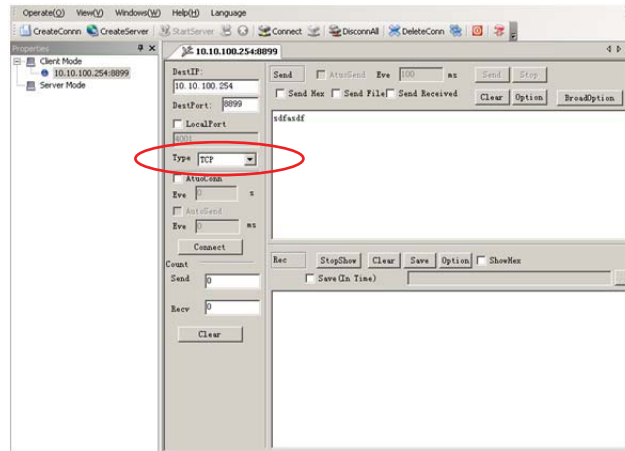 Operate(O) View(V) Windows(W) Help(H) Language
CreateConnn CreateServer StartServer Connect DisconnAll DeleteConn
Properties
10.10.100.254:8899
Client Mode
10.10.100.254:8899
Server Mode
DestIP:
10.10.100.254
DestPort: 8899
LocalPort
4001
Type TCP
AtuoConn
Eve 0 s
AutoSend
Eve 0 ms
Connect
Count
Send 0
Recv 0
Clear
Send AtuoSend Eve 100 ms Send Stop
Send Hex Send File Send Received Clear Option BroadOption
sdfasdf
Rec StopShow Clear Save Option ShowHex
Save(In Time)
...